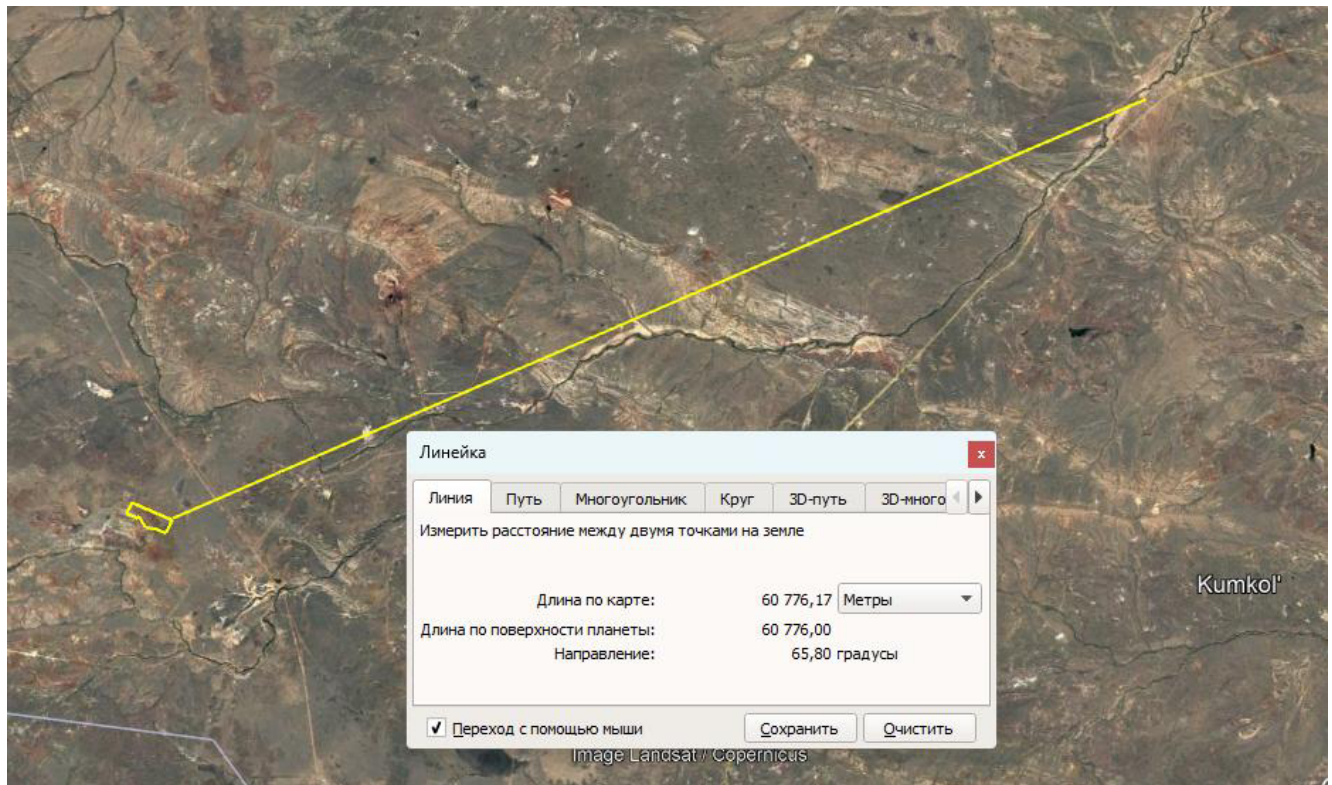 Линейка
x
Линия Путь Многоугольник Круг 3D-путь 3D-много
Измерить расстояние между двумя точками на земле
Длина по карте: 60 776,17 Метры
Длина по поверхности планеты: 60 776,00
Направление: 65,80 градусы
Kumkol'
Переход с помощью мыши Сохранить Очистить
Image Landsat / Copernicus